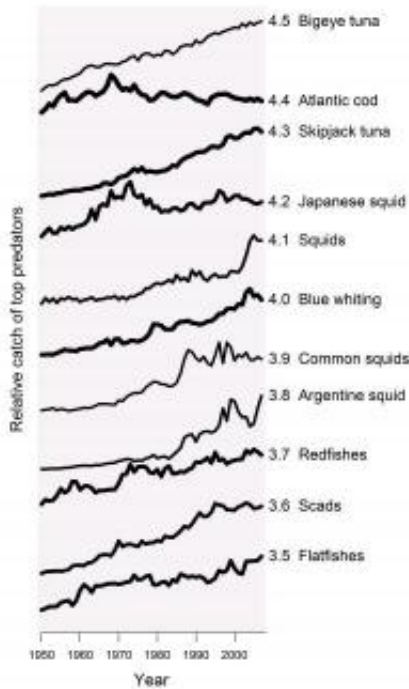 4.5 Bigeye tuna
4.4 Atlantic cod
4.3 Skipjack tuna
4.2 Japanese squid
4.1 Squids
4.0 Blue whiting
3.9 Common squids
3.8 Argentine squid
3.7 Redfishes
3.6 Scads
3.5 Flatfishes
Relative catch of top predators
1950 1960 1970 1980 1990 2000
Year